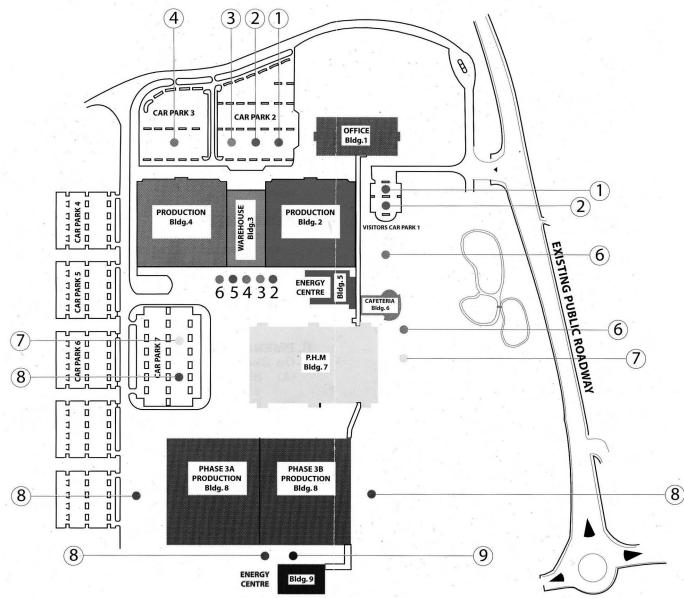 4
3
2
1
CAR PARK 3
CAR PARK 2
OFFICE
Bldg.1
1
2
VISITORS CAR PARK 1
CAR PARK 4
PRODUCTION
Bldg.4
WAREHOUSE
Bldg.3
PRODUCTION
Bldg. 2
EXISTING PUBLIC ROADWAY
6
CAR PARK 5
6 5 4 3 2
ENERGY
CENTRE
Bldg. 5
CAFETERIA
Bldg. 6
6
7
CAR PARK 6
CAR PARK 7
P.H.M
Bldg. 7
7
8
PHASE 3A
PRODUCTION
Bldg. 8
PHASE 3B
PRODUCTION
Bldg. 8
8
8
8
9
ENERGY
CENTRE
Bldg. 9